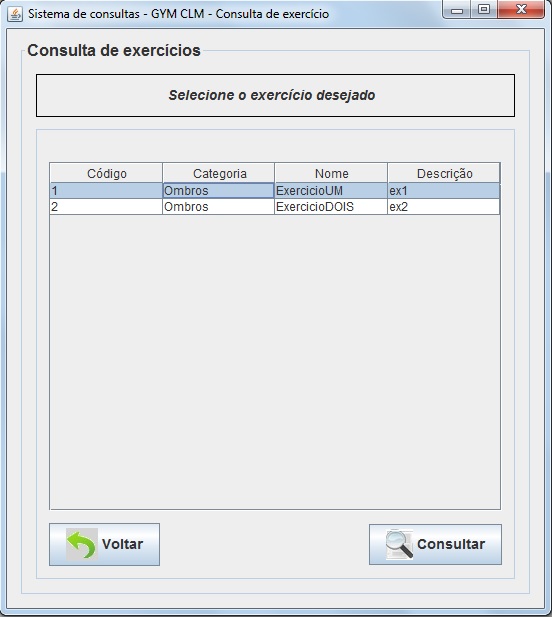 Sistema de consultas - GYM CLM - Consulta de exercício
Consulta de exercícios
Selecione o exercício desejado
Código Categoria Nome Descrição
1 Ombros ExercicioUM ex1
2 Ombros ExercicioDOIS ex2
Voltar Consultar